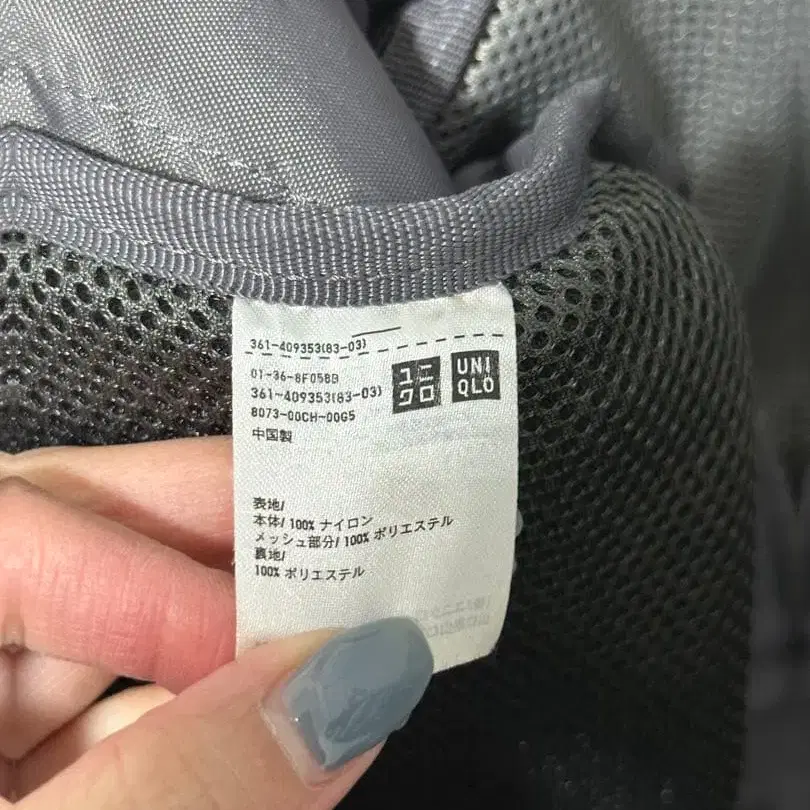 361-409353(83-03)
01-36-8F058B
361-409353(83-03)
8073-00CH-00G5
ユニ
クロ
UNI
QLO
中国製
表地/
本体/100% ナイロン
メッシュ部分/100% ポリエステル
裏地/
100% ポリエステル